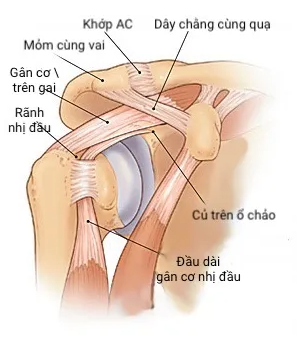 Khớp AC
Dây chằng cùng quạ
Mỏm cùng vai
Gân cơ \
trên gai
Rãnh
nhị đầu
Củ trên ổ chảo
Đầu dài
gân cơ nhị đầu